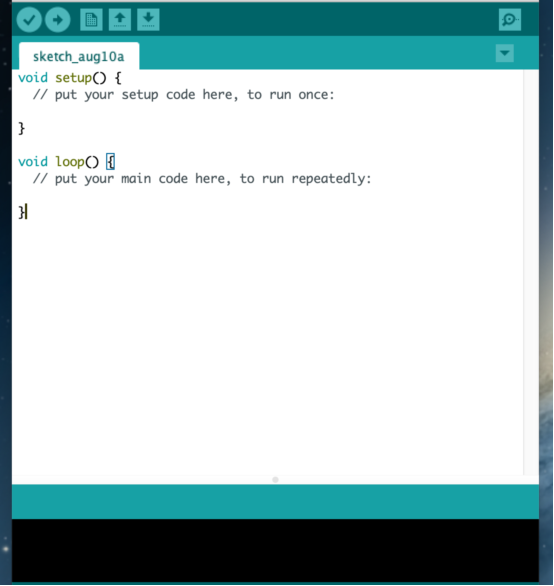 sketch_aug10a
void setup() {
  // put your setup code here, to run once:
}
void loop() {
  // put your main code here, to run repeatedly:
}